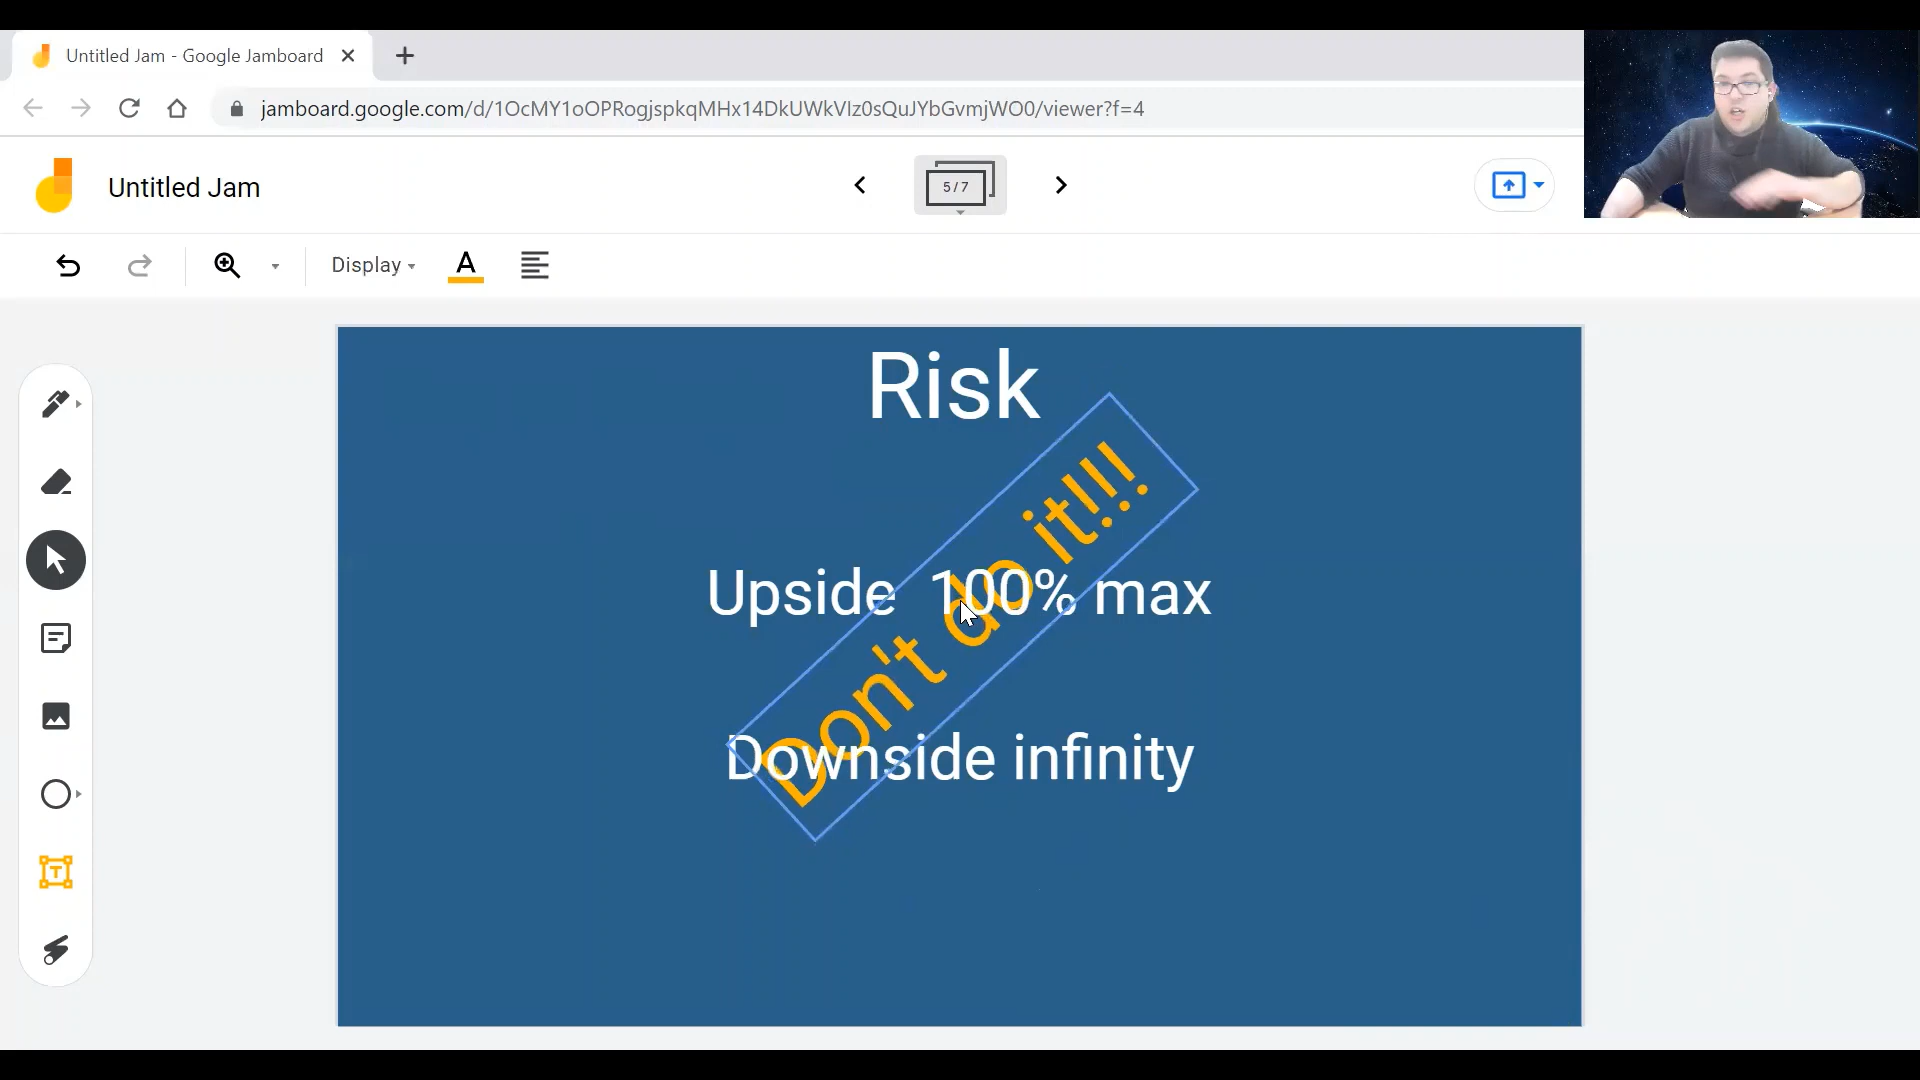 Untitled Jam - Google Jamboard
jamboard.google.com/d/1OcMY1oOPRogjspkqMHx14DkUWkVIz0sQuJYbGvmjWO0/viewer?f=4
Untitled Jam
5/7
Display
A
Risk
Don't do it!!!
Upside 100% max
Downside infinity